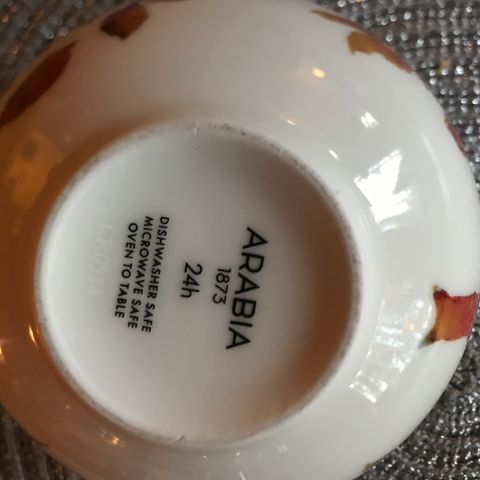 ARABIA
1873
24h
DISHWASHER SAFE
MICROWAVE SAFE
OVEN TO TABLE